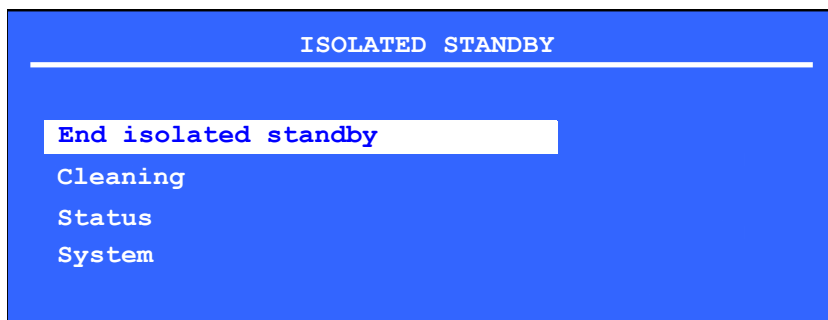 ISOLATED STANDBY
End isolated standby
Cleaning
Status
System